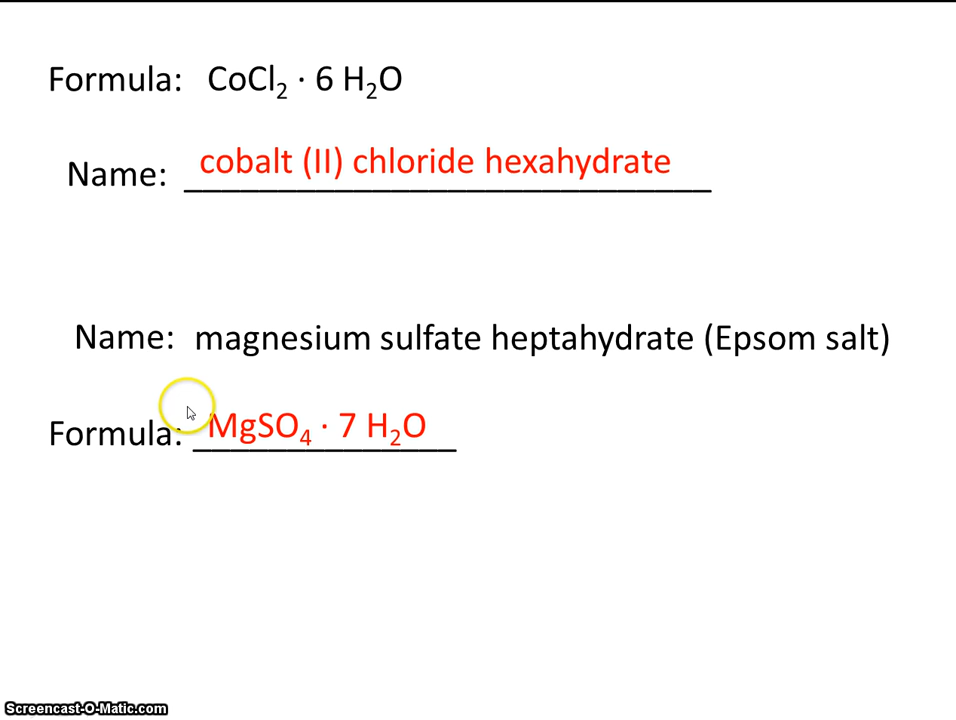 Formula: CoCl₂ · 6 H₂O
Name: cobalt (II) chloride hexahydrate
Name: magnesium sulfate heptahydrate (Epsom salt)
Formula: MgSO₄ · 7 H₂O
Screencast-O-Matic.com